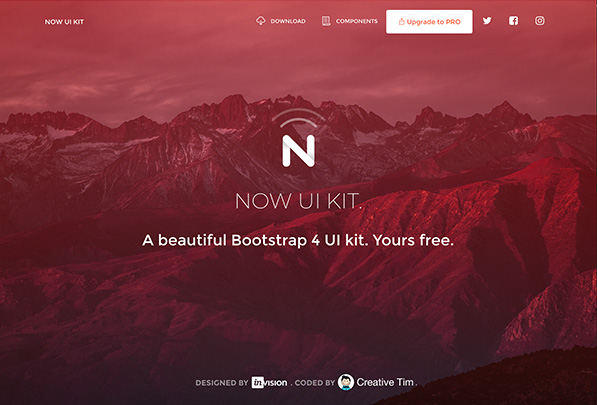 NOW UI KIT
DOWNLOAD
COMPONENTS
Upgrade to PRO
N
NOW UI KIT.
A beautiful Bootstrap 4 UI kit. Yours free.
DESIGNED BY inVISION . CODED BY Creative Tim .